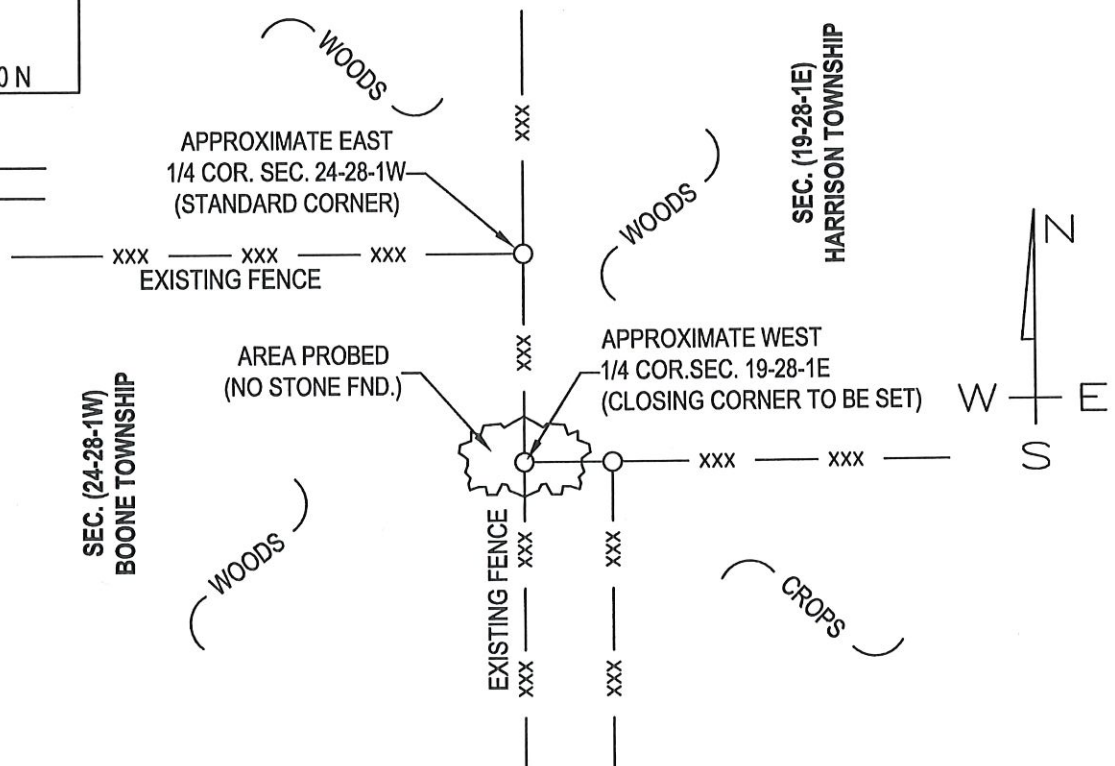 0 N
WOODS
XXX
APPROXIMATE EAST
1/4 COR. SEC. 24-28-1W
(STANDARD CORNER)
WOODS
SEC. (19-28-1E)
HARRISON TOWNSHIP
N
XXX XXX XXX
EXISTING FENCE
XXX
APPROXIMATE WEST
1/4 COR.SEC. 19-28-1E
(CLOSING CORNER TO BE SET)
AREA PROBED
(NO STONE FND.)
W E
S
SEC. (24-28-1W)
BOONE TOWNSHIP
XXX XXX
WOODS
EXISTING FENCE
XXX
XXX
CROPS
XXX
XXX